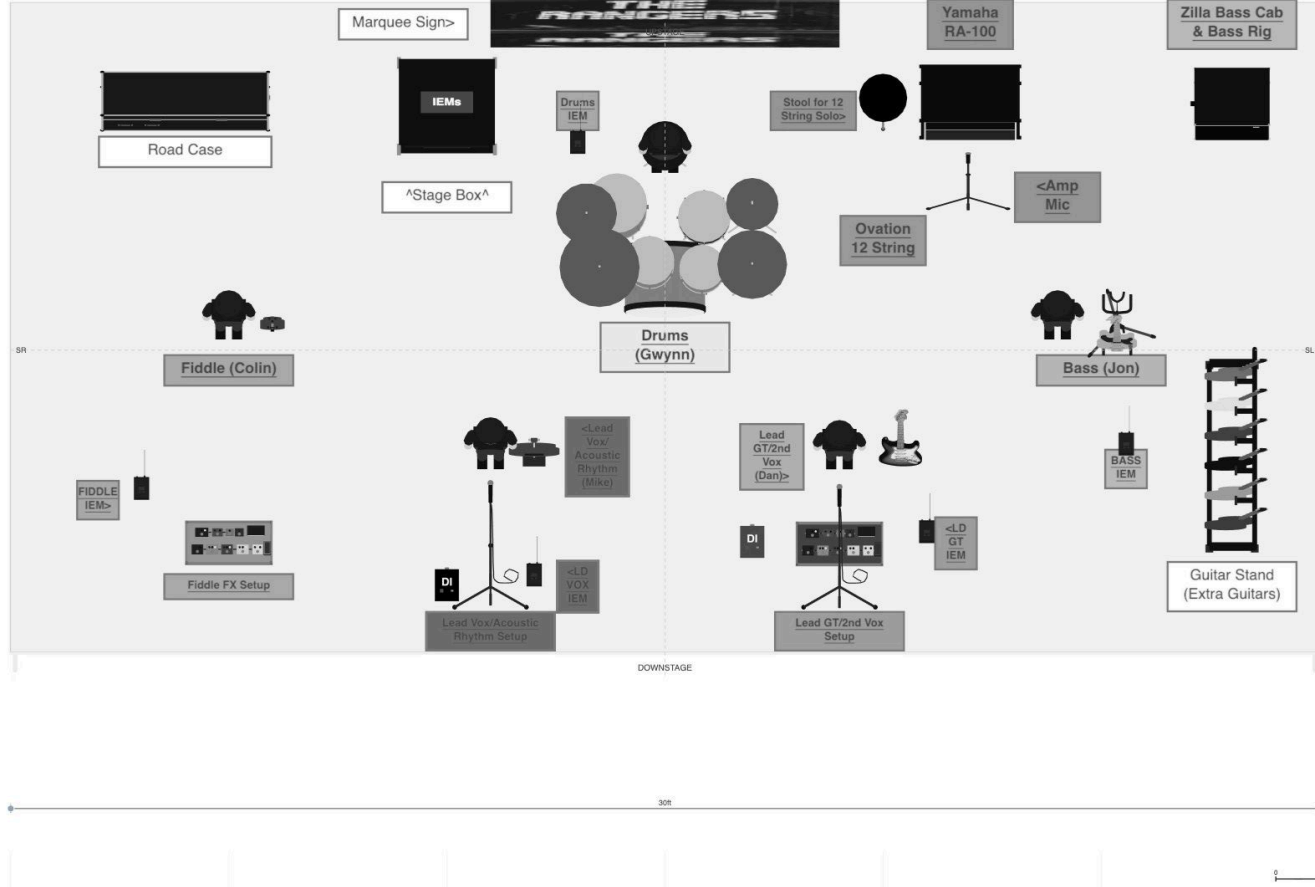 THE
RANGERS
Marquee Sign>
UPSTAGE
Yamaha
RA-100
Zilla Bass Cab
& Bass Rig
IEMs
Drums
IEM
Stool for 12
String Solo>
Road Case
^Stage Box^
<Amp
Mic
Ovation
12 String
Drums
(Gwynn)
SR
SL
Fiddle (Colin)
Bass (Jon)
<Lead
Vox/
Acoustic
Rhythm
(Mike)
Lead
GT/2nd
Vox
(Dan)>
BASS
IEM
FIDDLE
IEM>
DI
<LD
GT
IEM
Fiddle FX Setup
DI
<LD
VOX
IEM
Guitar Stand
(Extra Guitars)
Lead Vox/Acoustic
Rhythm Setup
Lead GT/2nd Vox
Setup
DOWNSTAGE
30ft
0